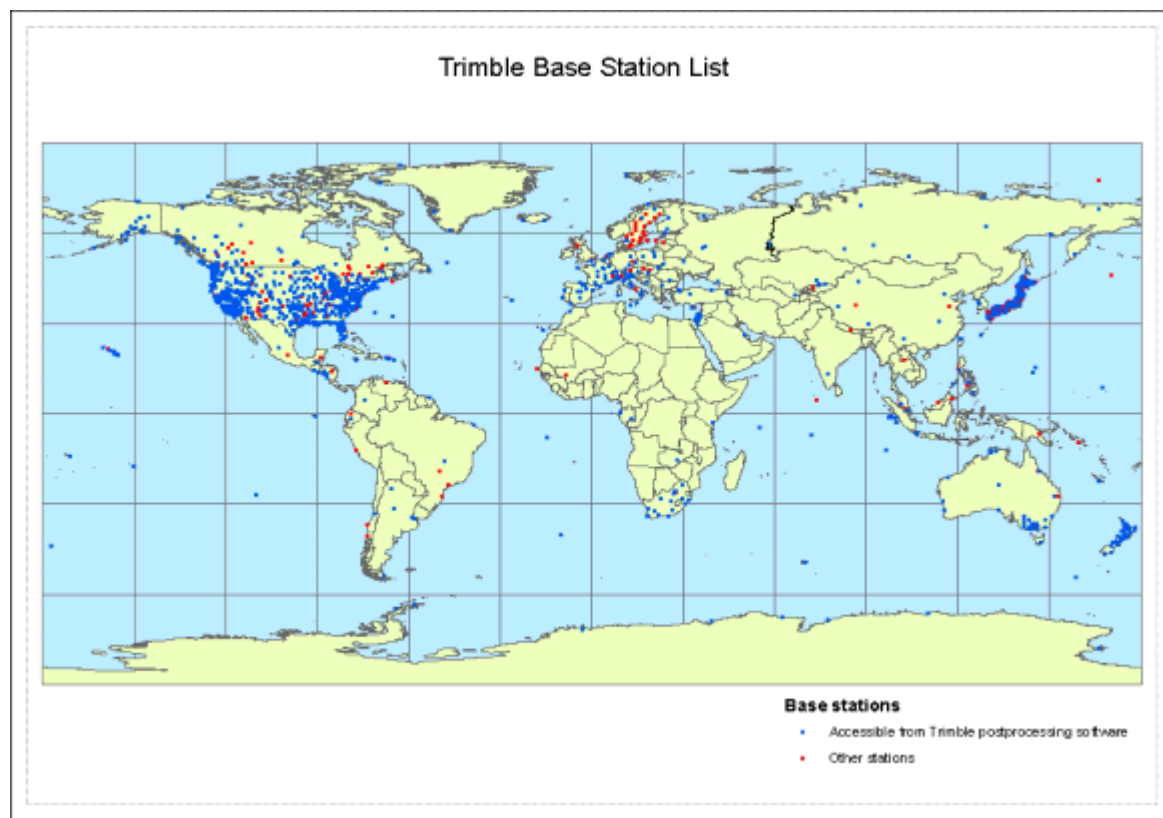 Trimble Base Station List
Base stations
Accessible from Trimble postprocessing software
Other stations